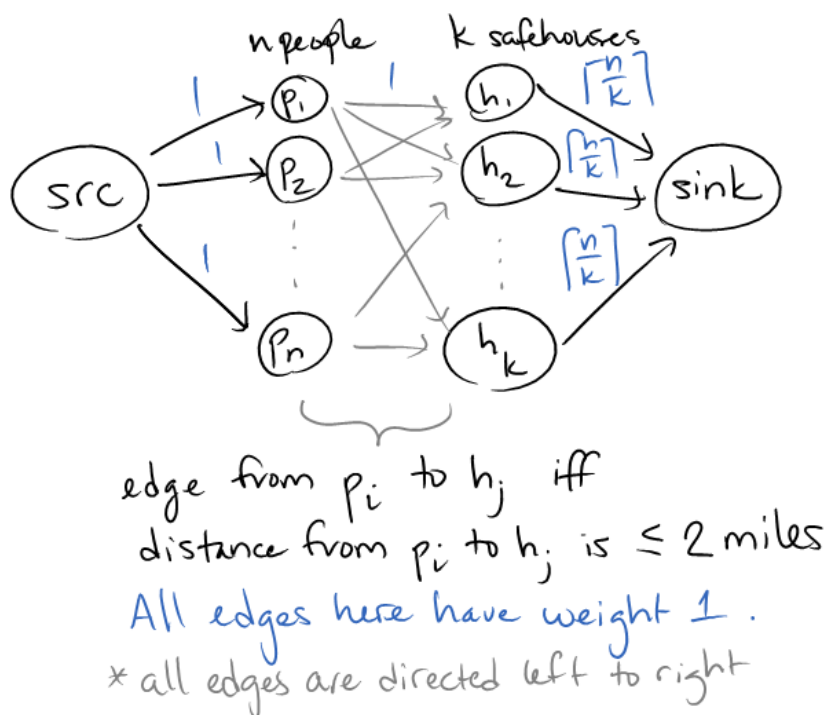 n people
k safehouses
1
1
1
1
src
p₁
p₂
pₙ
h₁
h₂
hₖ
⌈n/k⌉
⌈n/k⌉
⌈n/k⌉
sink
edge from pᵢ to hⱼ iff
distance from pᵢ to hⱼ is ≤ 2 miles
All edges here have weight 1.
* all edges are directed left to right